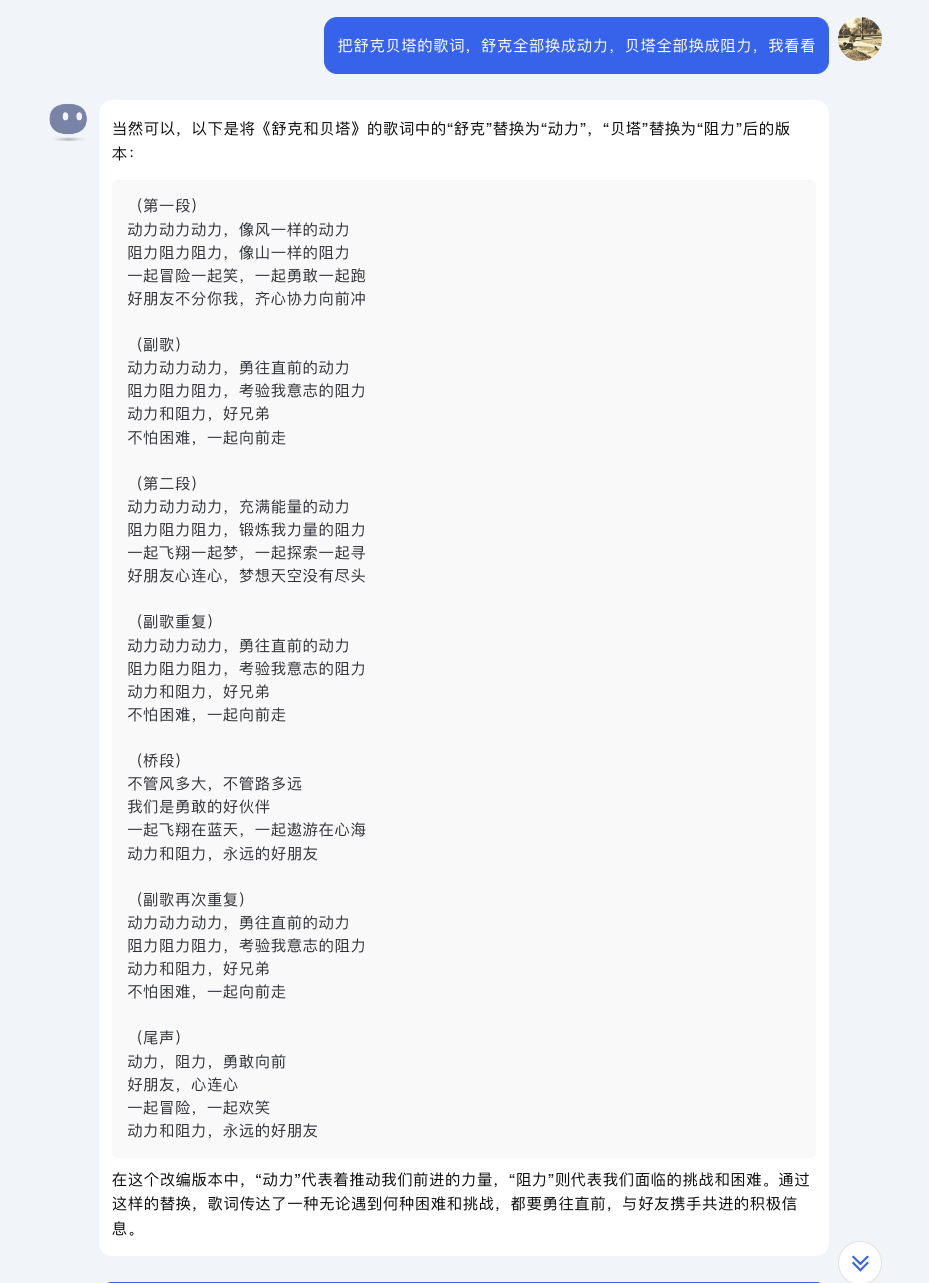 把舒克贝塔的歌词，舒克全部换成动力，贝塔全部换成阻力，我看看
当然可以，以下是将《舒克和贝塔》的歌词中的“舒克”替换为“动力”，“贝塔”替换为“阻力”后的版
本：
（第一段）
动力动力动力，像风一样的动力
阻力阻力阻力，像山一样的阻力
一起冒险一起笑，一起勇敢一起跑
好朋友不分你我，齐心协力向前冲
（副歌）
动力动力动力，勇往直前的动力
阻力阻力阻力，考验我意志的阻力
动力和阻力，好兄弟
不怕困难，一起向前走
（第二段）
动力动力动力，充满能量的动力
阻力阻力阻力，锻炼我力量的阻力
一起飞翔一起梦，一起探索一起寻
好朋友心连心，梦想天空没有尽头
（副歌重复）
动力动力动力，勇往直前的动力
阻力阻力阻力，考验我意志的阻力
动力和阻力，好兄弟
不怕困难，一起向前走
（桥段）
不管风多大，不管路多远
我们是勇敢的好伙伴
一起飞翔在蓝天，一起遨游在心海
动力和阻力，永远的好朋友
（副歌再次重复）
动力动力动力，勇往直前的动力
阻力阻力阻力，考验我意志的阻力
动力和阻力，好兄弟
不怕困难，一起向前走
（尾声）
动力，阻力，勇敢向前
好朋友，心连心
一起冒险，一起欢笑
动力和阻力，永远的好朋友
在这个改编版本中，“动力”代表着推动我们前进的力量，“阻力”则代表我们面临的挑战和困难。通过
这样的替换，歌词传达了一种无论遇到何种困难和挑战，都要勇往直前，与好友携手共进的积极信
息。